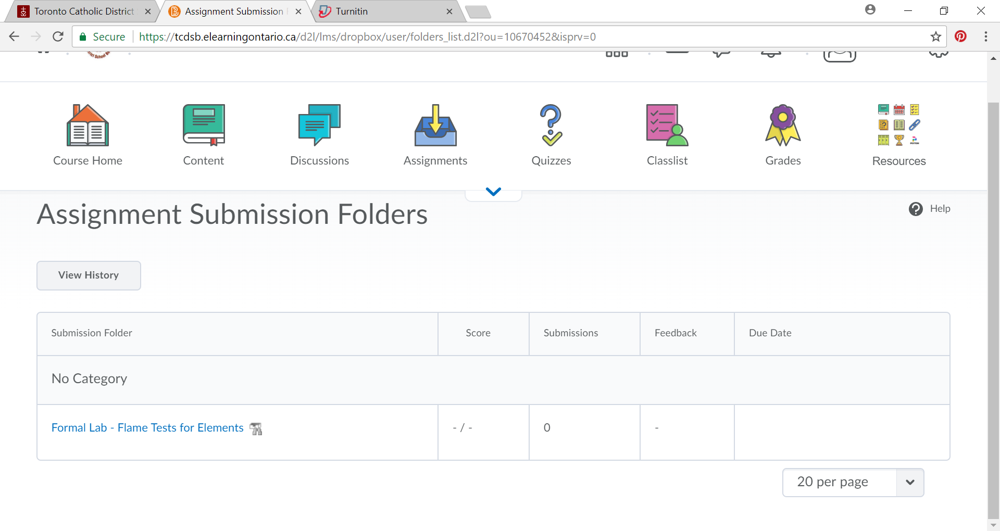 Toronto Catholic District
Assignment Submission
Turnitin
Secure
https://tcdsb.elearningontario.ca/d2l/lms/dropbox/user/folders_list.d2l?ou=10670452&isprv=0
Course Home
Content
Discussions
Assignments
Quizzes
Classlist
Grades
Resources
Assignment Submission Folders
Help
View History
Submission Folder
Score
Submissions
Feedback
Due Date
No Category
Formal Lab - Flame Tests for Elements
- / -
0
-
20 per page